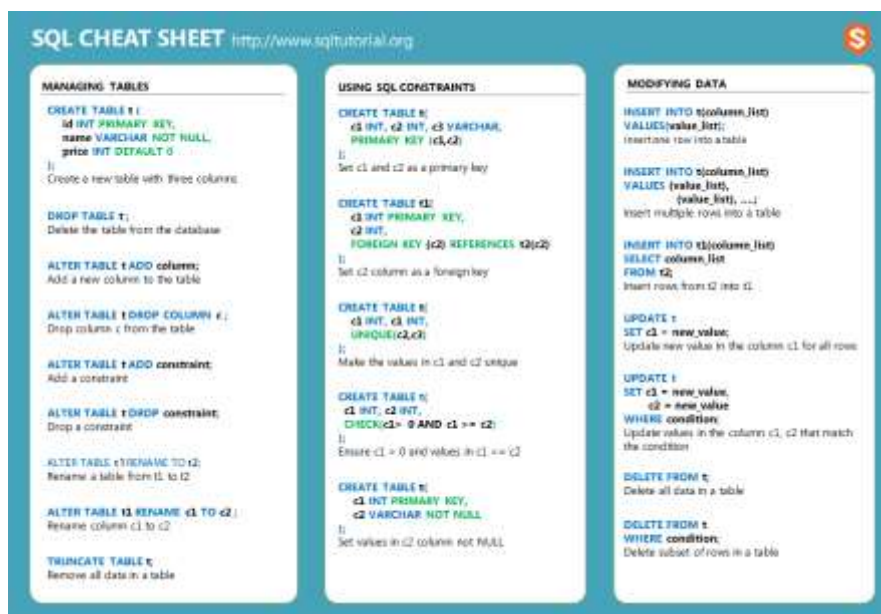 SQL CHEAT SHEET http://www.sqltutorial.org
S
MANAGING TABLES
CREATE TABLE t (
id INT PRIMARY KEY,
name VARCHAR NOT NULL,
price INT DEFAULT 0
);
Create a new table with three columns
DROP TABLE t ;
Delete the table from the database
ALTER TABLE t ADD column;
Add a new column to the table
ALTER TABLE t DROP COLUMN c ;
Drop column c from the table
ALTER TABLE t ADD constraint;
Add a constraint
ALTER TABLE t DROP constraint;
Drop a constraint
ALTER TABLE t1 RENAME TO t2;
Rename a table from t1 to t2
ALTER TABLE t1 RENAME c1 TO c2 ;
Rename column c1 to c2
TRUNCATE TABLE t;
Remove all data in a table
USING SQL CONSTRAINTS
CREATE TABLE t(
c1 INT, c2 INT, c3 VARCHAR,
PRIMARY KEY (c1,c2)
);
Set c1 and c2 as a primary key
CREATE TABLE t1(
c1 INT PRIMARY KEY,
c2 INT,
FOREIGN KEY (c2) REFERENCES t2(c2)
);
Set c2 column as a foreign key
CREATE TABLE t(
c1 INT, c1 INT,
UNIQUE(c2,c3)
);
Make the values in c1 and c2 unique
CREATE TABLE t(
c1 INT, c2 INT,
CHECK(c1> 0 AND c1 >= c2)
);
Ensure c1 > 0 and values in c1 >= c2
CREATE TABLE t(
c1 INT PRIMARY KEY,
c2 VARCHAR NOT NULL
);
Set values in c2 column not NULL
MODIFYING DATA
INSERT INTO t(column_list)
VALUES(value_list);
Insert one row into a table
INSERT INTO t(column_list)
VALUES (value_list),
(value_list), ....;
Insert multiple rows into a table
INSERT INTO t1(column_list)
SELECT column_list
FROM t2;
Insert rows from t2 into t1
UPDATE t
SET c1 = new_value;
Update new value in the column c1 for all rows
UPDATE t
SET c1 = new_value,
c2 = new_value
WHERE condition;
Update values in the column c1, c2 that match
the condition
DELETE FROM t;
Delete all data in a table
DELETE FROM t
WHERE condition;
Delete subset of rows in a table